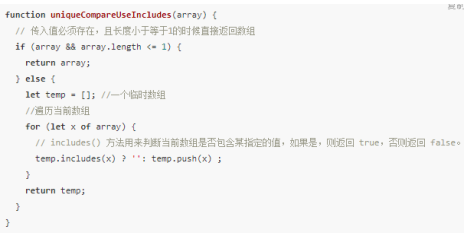 function uniqueCompareUseIncludes(array) {
// 传入值必须存在，且长度小于等于1的时候直接返回数组
if (array && array.length <= 1) {
return array;
} else {
let temp = []; //一个临时数组
//遍历当前数组
for (let x of array) {
// includes() 方法用来判断当前数组是否包含某指定的值，如果是，则返回 true，否则返回 false。
temp.includes(x) ? '': temp.push(x) ;
}
return temp;
}
}